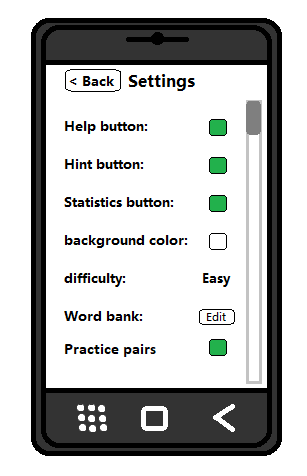 < Back Settings
Help button:
Hint button:
Statistics button:
background color:
difficulty: Easy
Word bank: Edit
Practice pairs